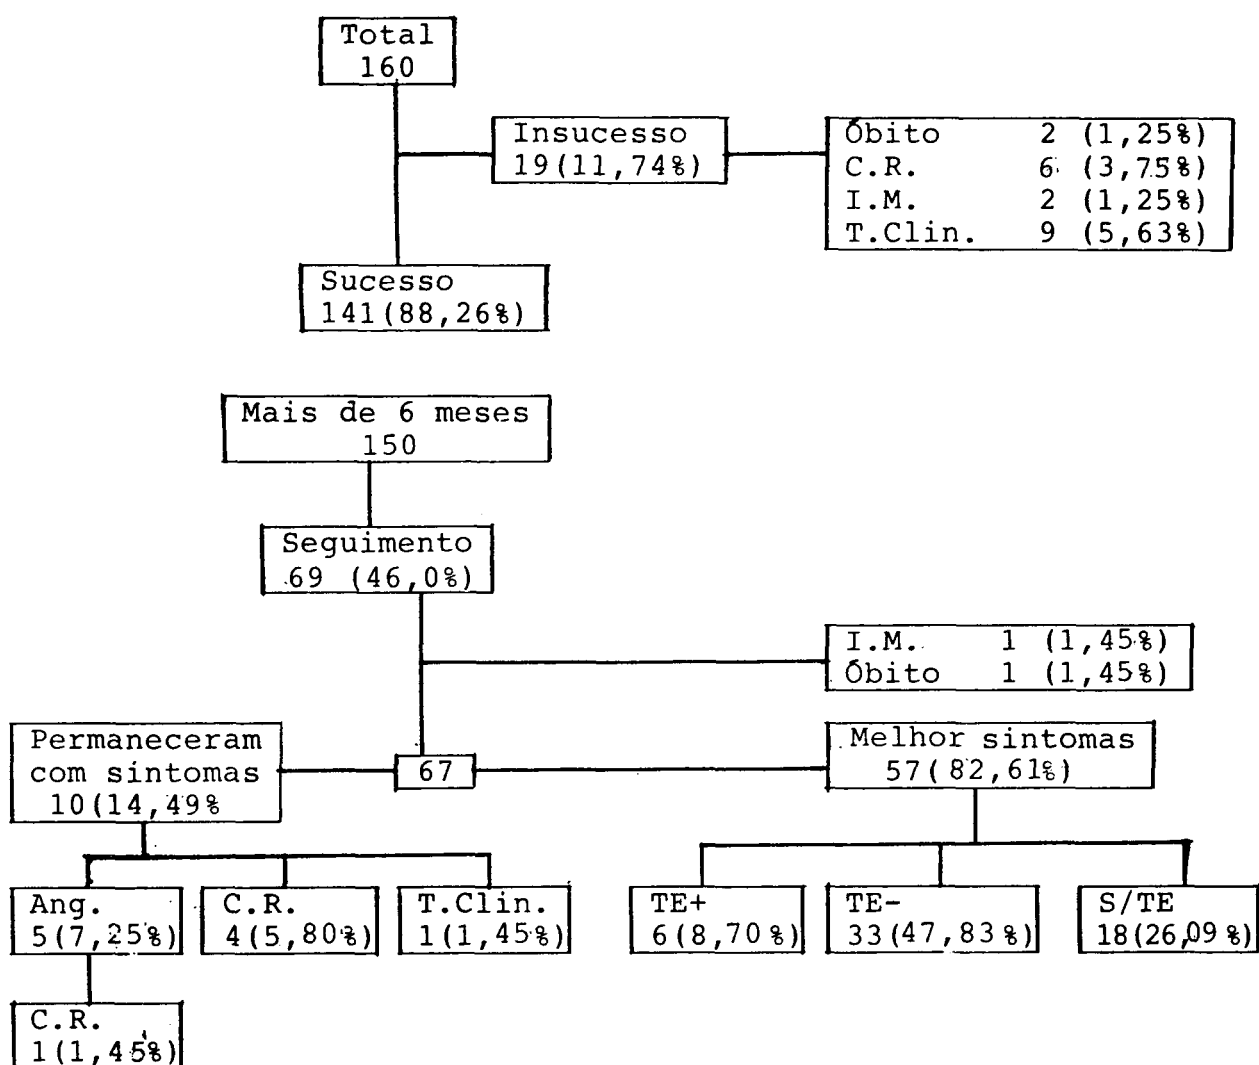 Total
160
Insucesso
19(11,74%)
Óbito 2 (1,25%)
C.R. 6 (3,75%)
I.M. 2 (1,25%)
T.Clin. 9 (5,63%)
Sucesso
141(88,26%)
Mais de 6 meses
150
Seguimento
69 (46,0%)
I.M. 1 (1,45%)
Óbito 1 (1,45%)
Permaneceram
com sintomas
10(14,49%
67
Melhor sintomas
57(82,61%)
Ang.
5(7,25%)
C.R.
4(5,80%)
T.Clin.
1(1,45%)
TE+
6(8,70%)
TE-
33(47,83%)
S/TE
18(26,09%)
C.R.
1(1,45%)